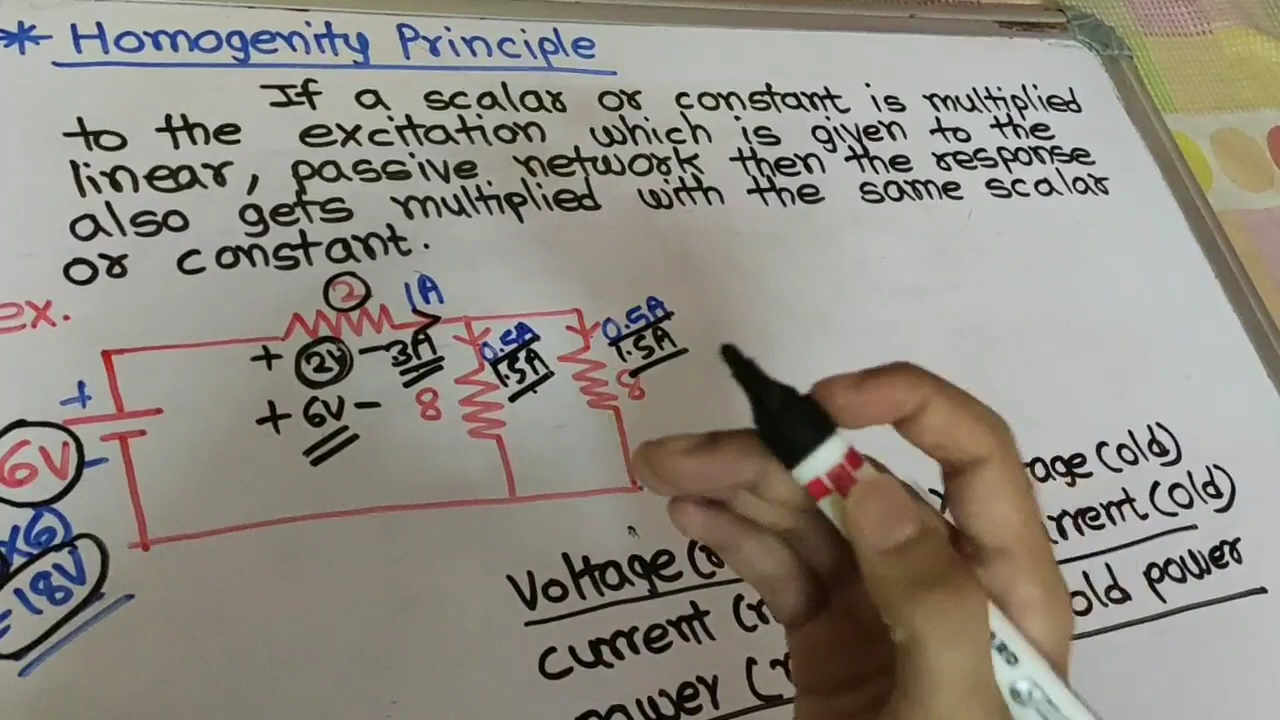 * Homogenity Principle
If a scalar or constant is multiplied
to the excitation which is given to the
linear, passive network then the response
also gets multiplied with the same scalar
or constant.
ex.
2 1A
0.5A 0.5A
+ 2V - 3A 1.5A 1.5A
+ 6V - 8 8
+
6V
-
x6
= 18V
age (old)
Voltage (
rrent (old)
current (n
old power
power (